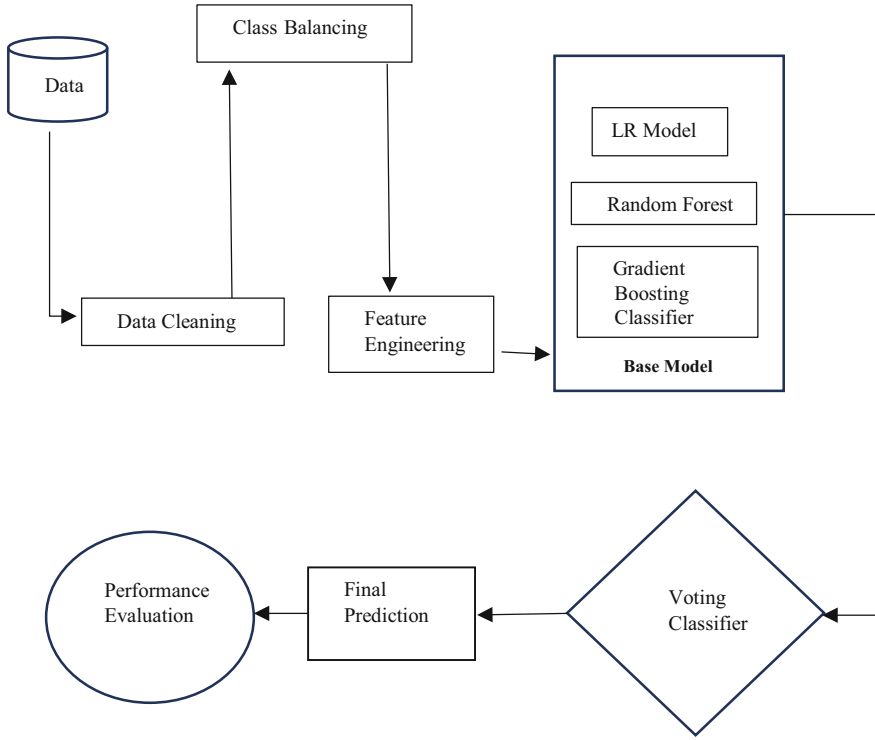 Data
Data Cleaning
Class Balancing
Feature
Engineering
LR Model
Random Forest
Gradient
Boosting
Classifier
Base Model
Voting
Classifier
Final
Prediction
Performance
Evaluation